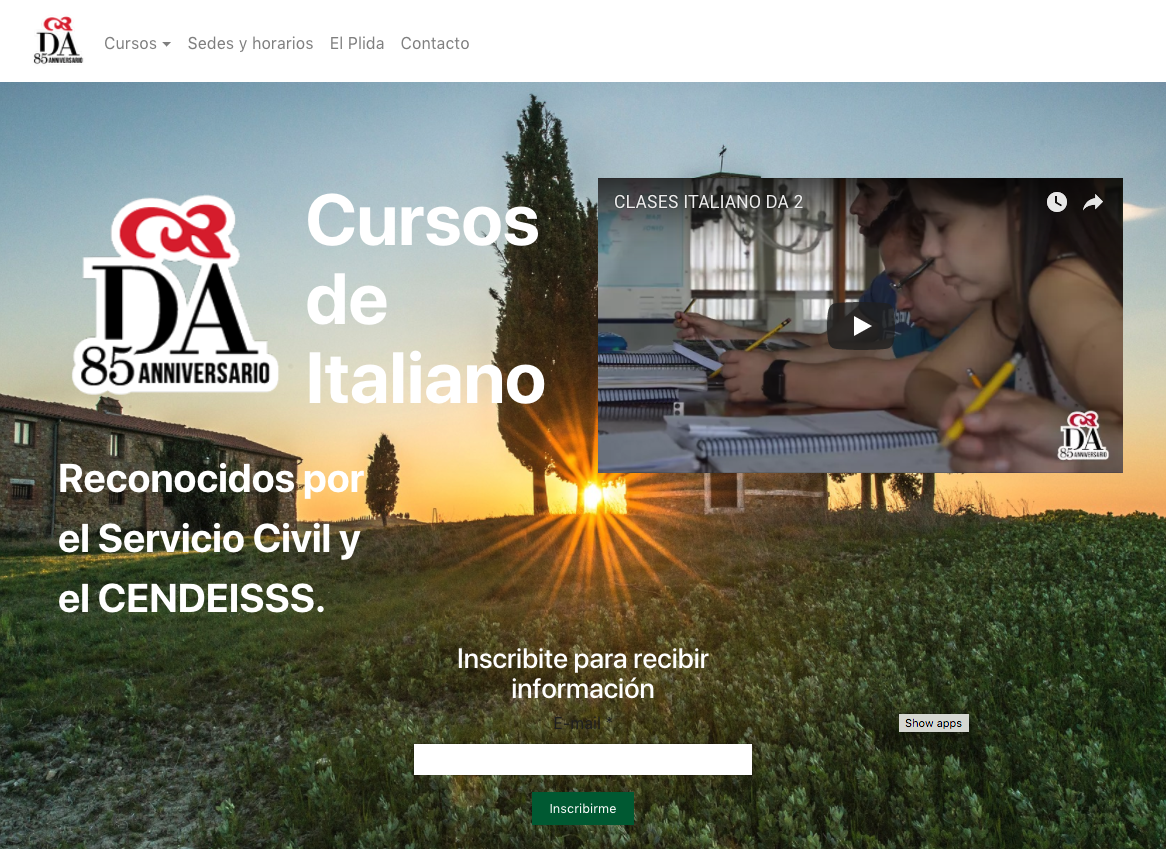 DA
85 ANNIVERSARIO
Cursos
Sedes y horarios
El Plida
Contacto
DA
85 ANNIVERSARIO
Cursos
de
Italiano
CLASES ITALIANO DA 2
DA
85 ANNIVERSARIO
Reconocidos por
el Servicio Civil y
el CENDEISSS.
Inscribite para recibir
información
E-mail *
Show apps
Inscribirme